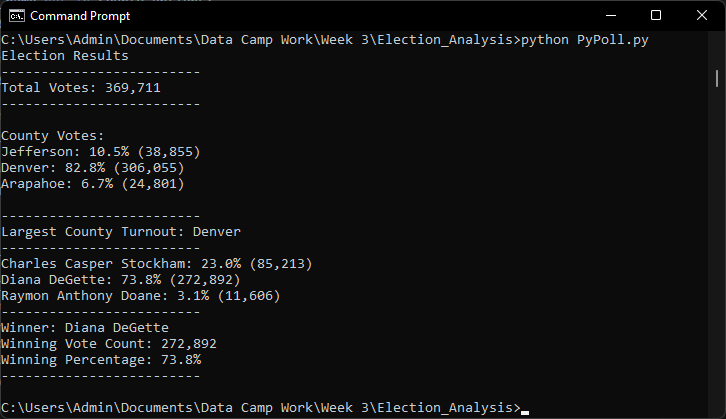 Command Prompt
C:\Users\Admin\Documents\Data Camp Work\Week 3\Election_Analysis>python PyPoll.py
Election Results
-------------------------
Total Votes: 369,711
-------------------------
County Votes:
Jefferson: 10.5% (38,855)
Denver: 82.8% (306,055)
Arapahoe: 6.7% (24,801)
-------------------------
Largest County Turnout: Denver
-------------------------
Charles Casper Stockham: 23.0% (85,213)
Diana DeGette: 73.8% (272,892)
Raymon Anthony Doane: 3.1% (11,606)
-------------------------
Winner: Diana DeGette
Winning Vote Count: 272,892
Winning Percentage: 73.8%
-------------------------
C:\Users\Admin\Documents\Data Camp Work\Week 3\Election_Analysis>